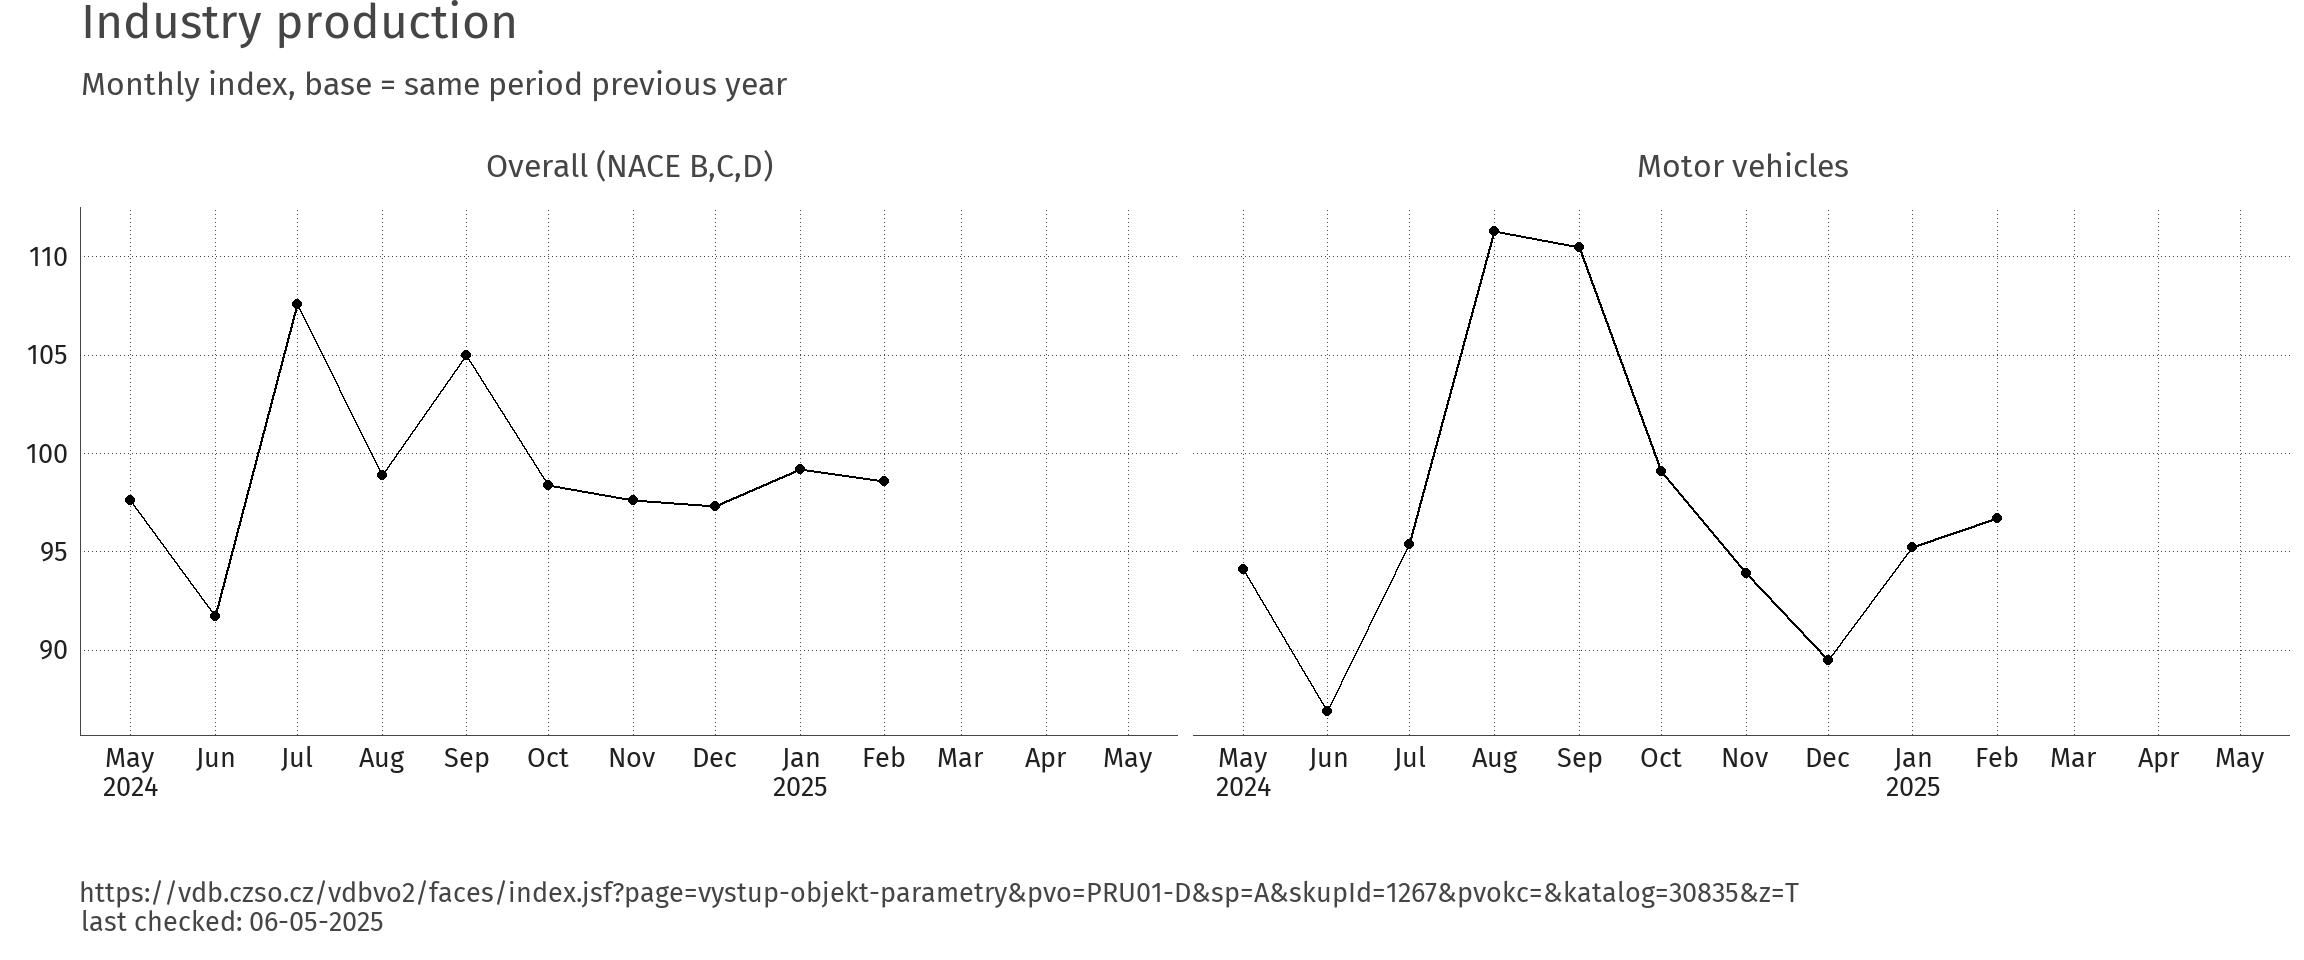 Industry production
Monthly index, base = same period previous year
Overall (NACE B,C,D)
Motor vehicles
110
105
100
95
90
May Jun Jul Aug Sep Oct Nov Dec Jan Feb Mar Apr May
2024 2025
May Jun Jul Aug Sep Oct Nov Dec Jan Feb Mar Apr May
2024 2025
https://vdb.czso.cz/vdbvo2/faces/index.jsf?page=vystup-objekt-parametry&pvo=PRU01-D&sp=A&skupId=1267&pvokc=&katalog=30835&z=T
last checked: 06-05-2025